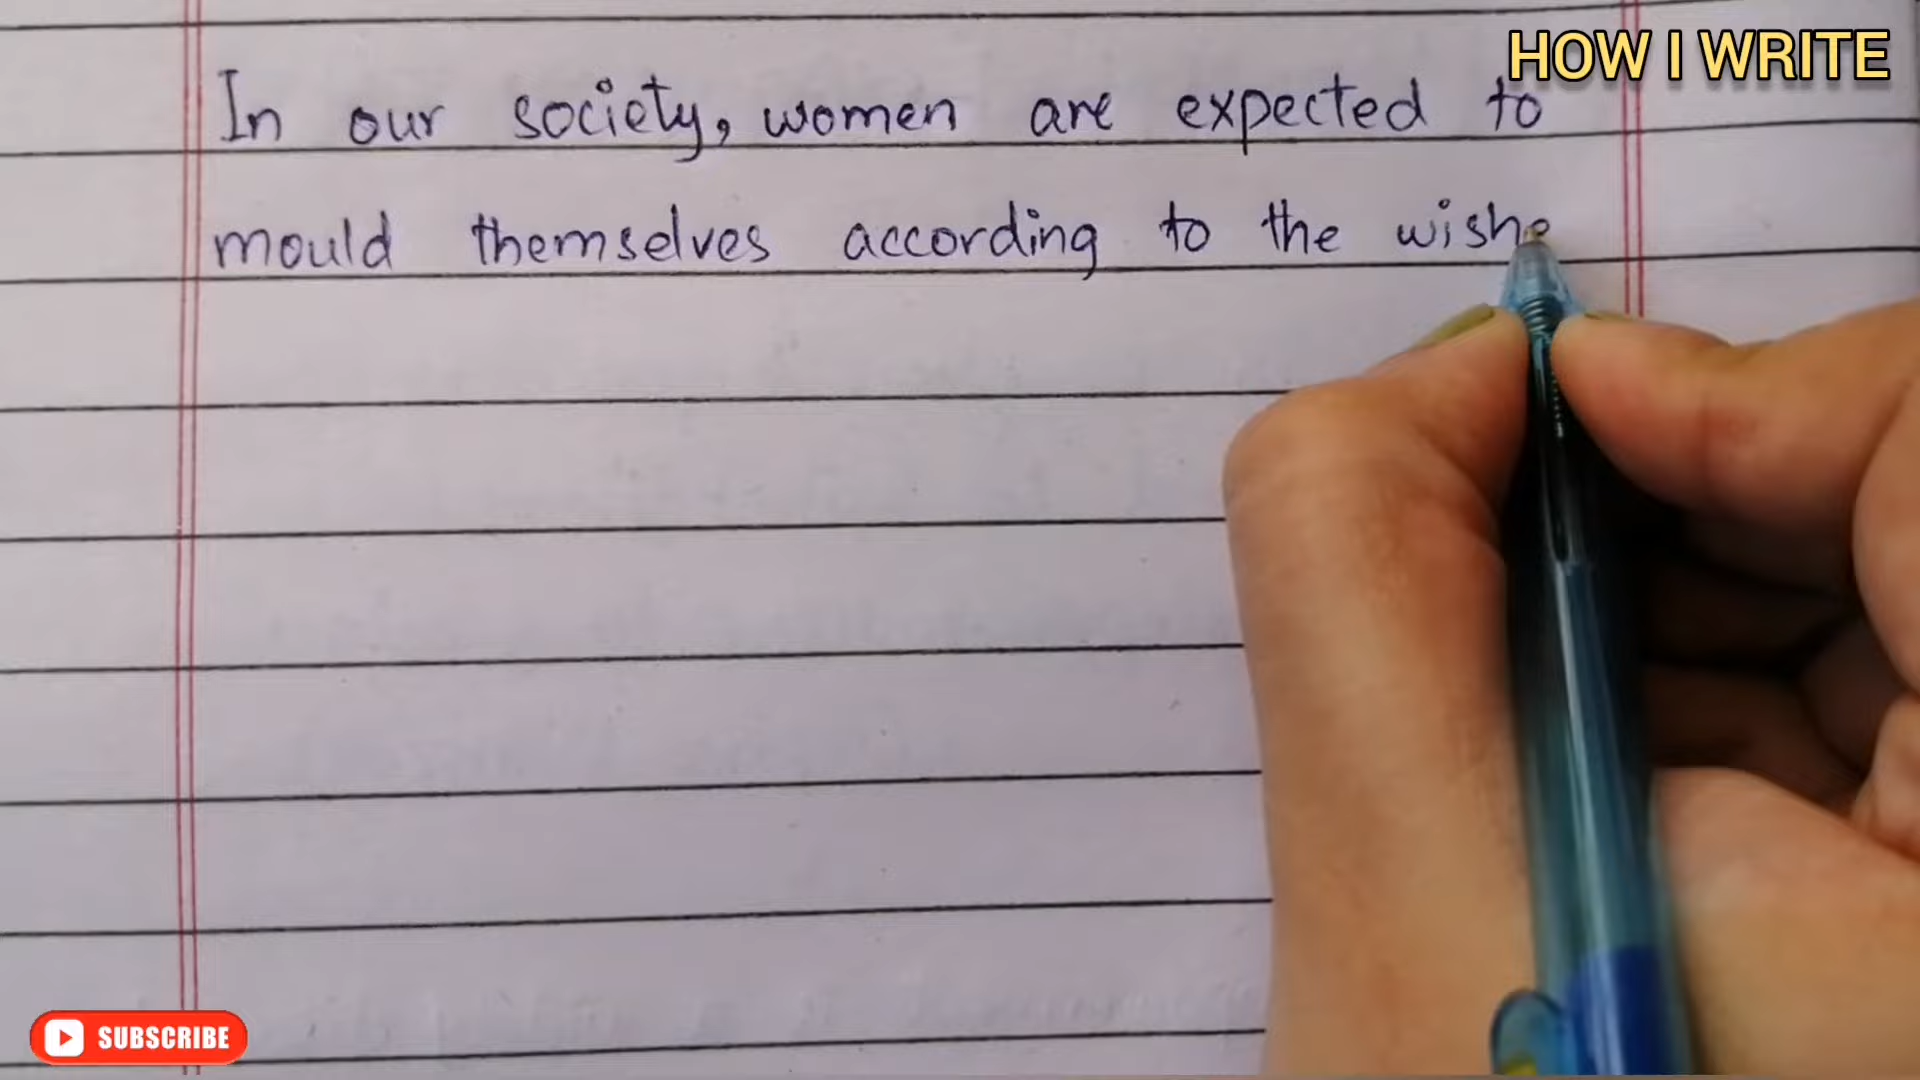 HOW I WRITE
In our society, women are expected to
mould themselves according to the wishe
SUBSCRIBE